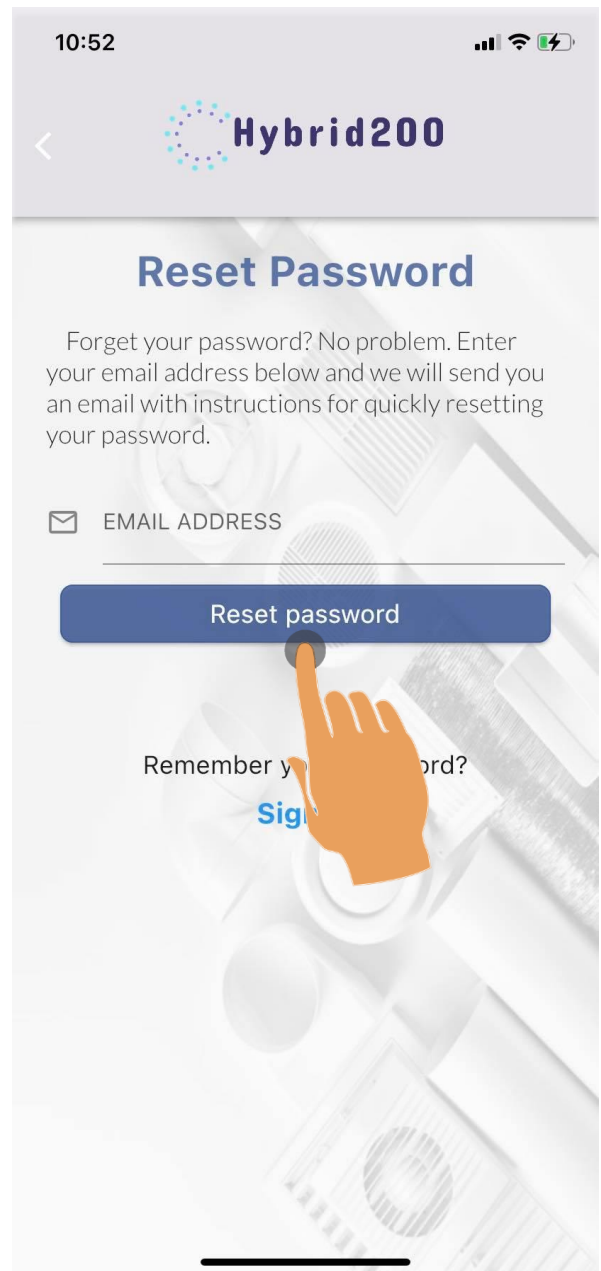 10:52
Hybrid200
Reset Password
Forget your password? No problem. Enter
your email address below and we will send you
an email with instructions for quickly resetting
your password.
EMAIL ADDRESS
Reset password
Remember